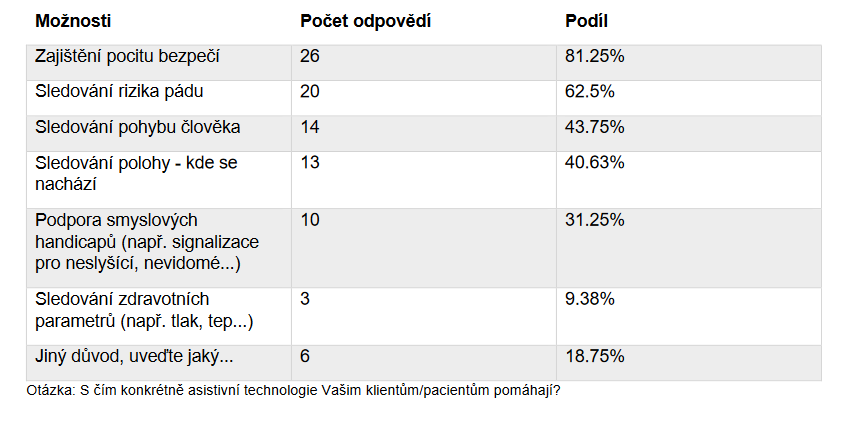 Možnosti Počet odpovědí Podíl
Zajištění pocitu bezpečí 26 81.25%
Sledování rizika pádu 20 62.5%
Sledování pohybu člověka 14 43.75%
Sledování polohy - kde se 13 40.63%
nachází
Podpora smyslových 10 31.25%
handicapů (např. signalizace
pro neslyšící, nevidomé...)
Sledování zdravotních 3 9.38%
parametrů (např. tlak, tep...)
Jiný důvod, uveďte jaký... 6 18.75%
Otázka: S čím konkrétně asistivní technologie Vašim klientům/pacientům pomáhají?